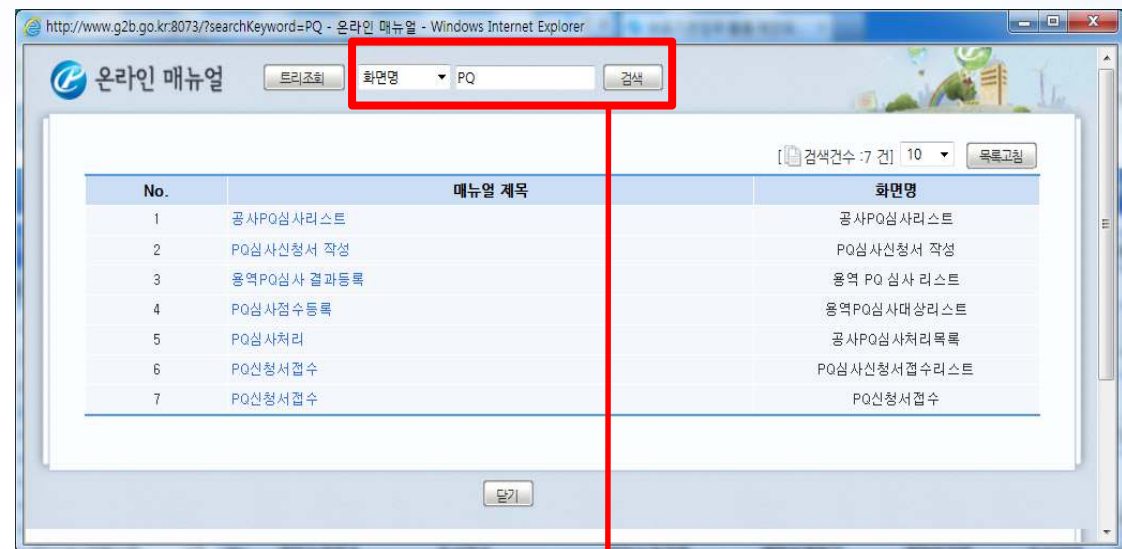 http://www.g2b.go.kr:8073/?searchKeyword=PQ - 온라인 매뉴얼 - Windows Internet Explorer
온라인 매뉴얼 트리조회 화면명 PQ 검색
[검색건수 :7 건] 10 목록고침
No. 매뉴얼 제목 화면명
1 공사PQ심사리스트 공사PQ심사리스트
2 PQ심사신청서 작성 PQ심사신청서 작성
3 용역PQ심사 결과등록 용역 PQ 심사 리스트
4 PQ심사점수등록 용역PQ심사대상리스트
5 PQ심사처리 공사PQ심사처리목록
6 PQ신청서접수 PQ심사신청서접수리스트
7 PQ신청서접수 PQ신청서접수
닫기